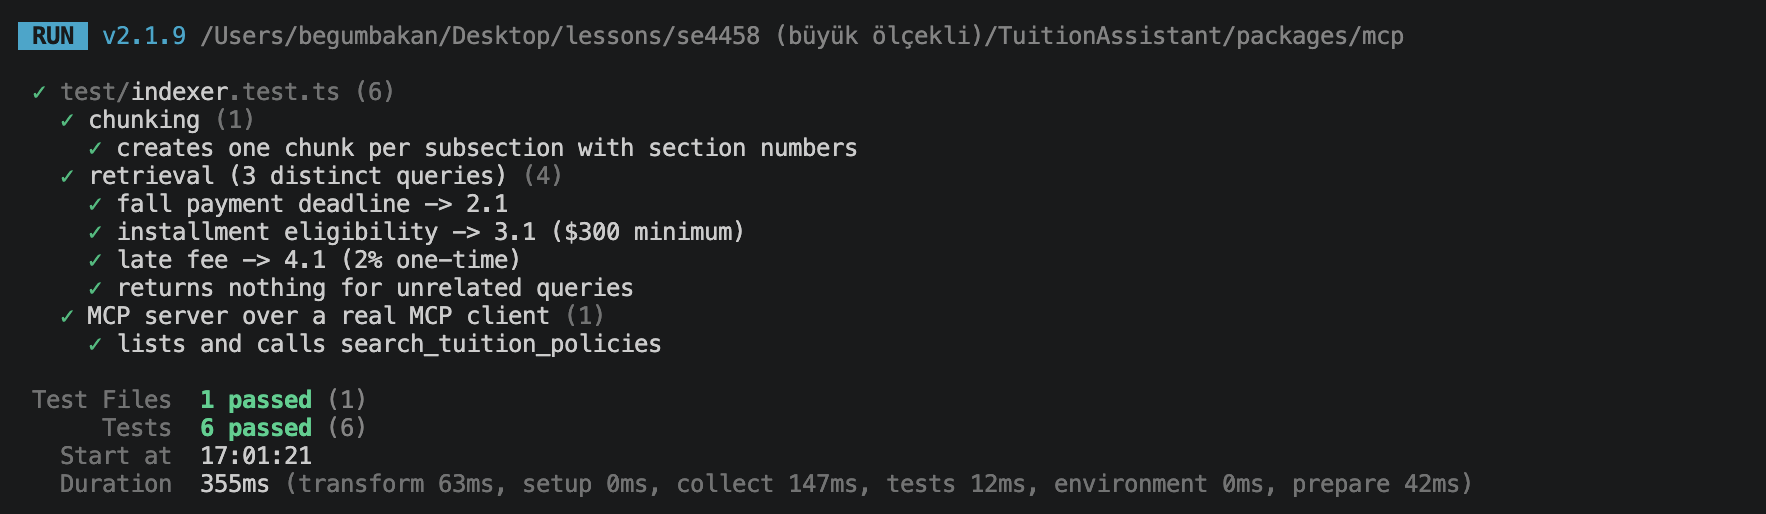 RUN v2.1.9 /Users/begumbakan/Desktop/lessons/se4458 (büyük ölçekli)/TuitionAssistant/packages/mcp
✓ test/indexer.test.ts (6)
✓ chunking (1)
✓ creates one chunk per subsection with section numbers
✓ retrieval (3 distinct queries) (4)
✓ fall payment deadline -> 2.1
✓ installment eligibility -> 3.1 ($300 minimum)
✓ late fee -> 4.1 (2% one-time)
✓ returns nothing for unrelated queries
✓ MCP server over a real MCP client (1)
✓ lists and calls search_tuition_policies
Test Files 1 passed (1)
Tests 6 passed (6)
Start at 17:01:21
Duration 355ms (transform 63ms, setup 0ms, collect 147ms, tests 12ms, environment 0ms, prepare 42ms)